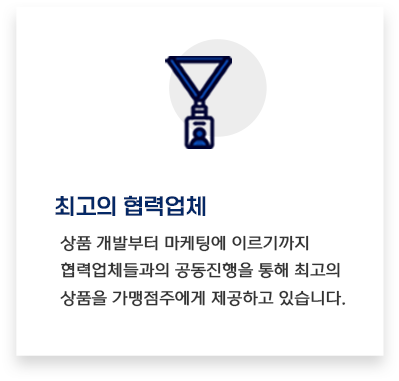 최고의 협력업체
상품 개발부터 마케팅에 이르기까지
협력업체들과의 공동진행을 통해 최고의
상품을 가맹점주에게 제공하고 있습니다.